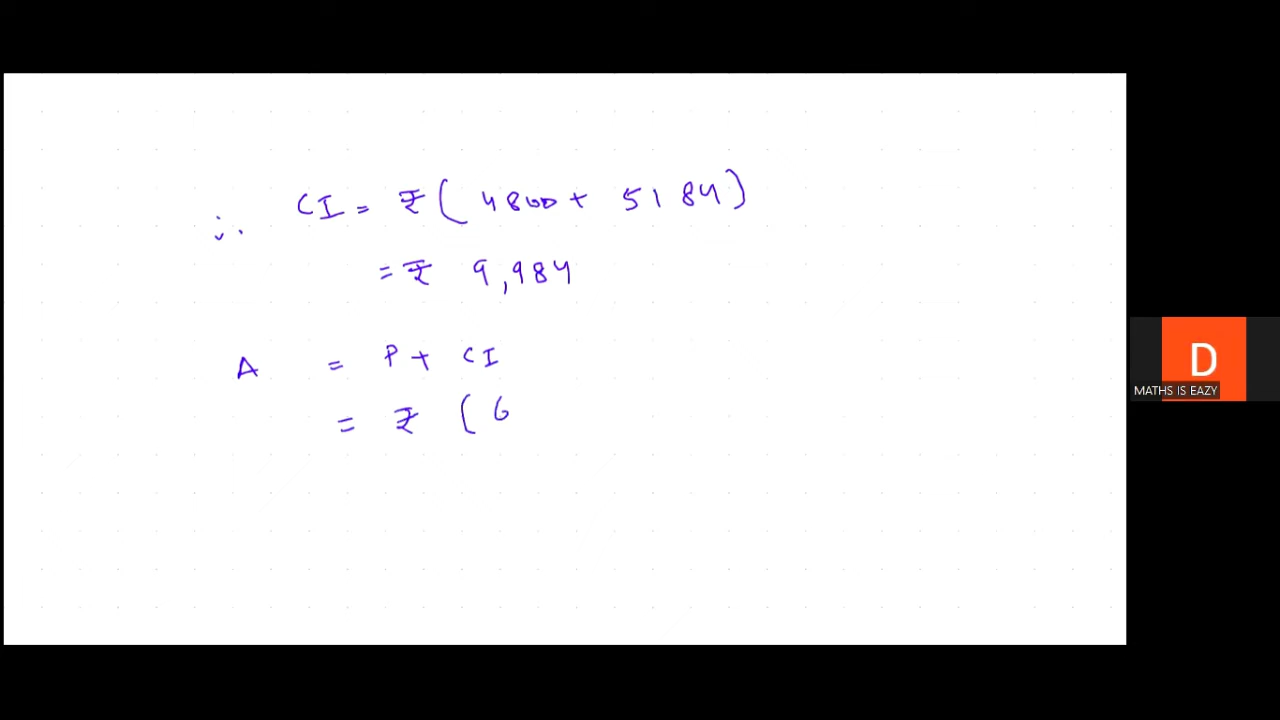 ∴ CI = ₹ ( 4800 + 5184 )
= ₹ 9,984
A = P + CI
= ₹ ( 6
D
MATHS IS EAZY